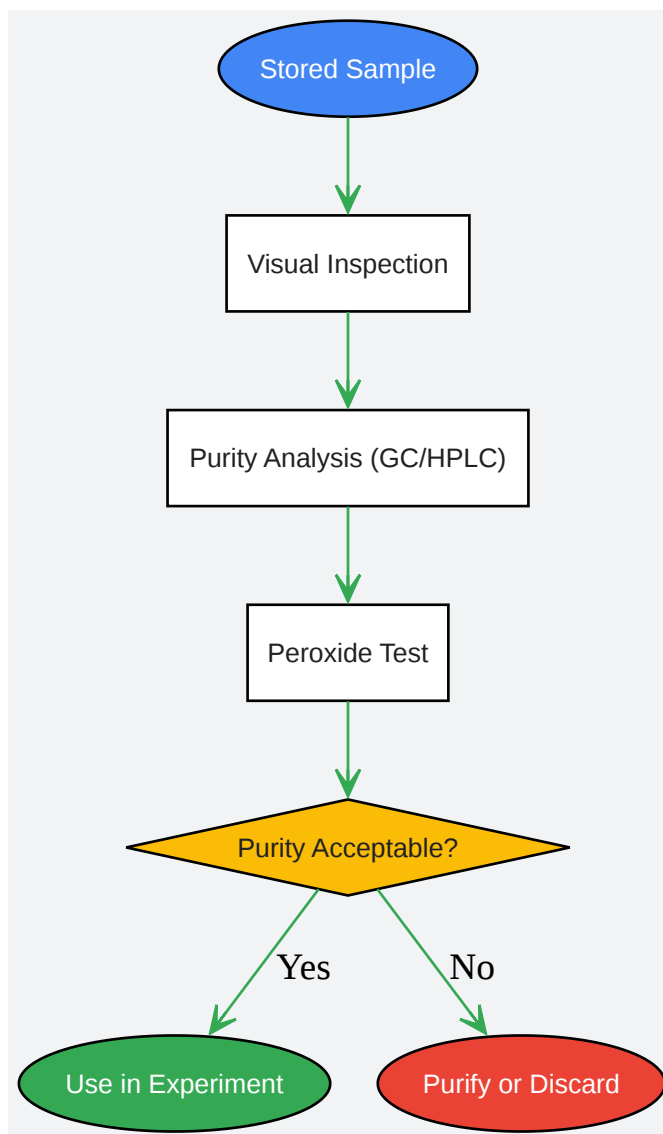 Stored Sample
Visual Inspection
Purity Analysis (GC/HPLC)
Peroxide Test
Purity Acceptable?
Yes
No
Use in Experiment
Purify or Discard